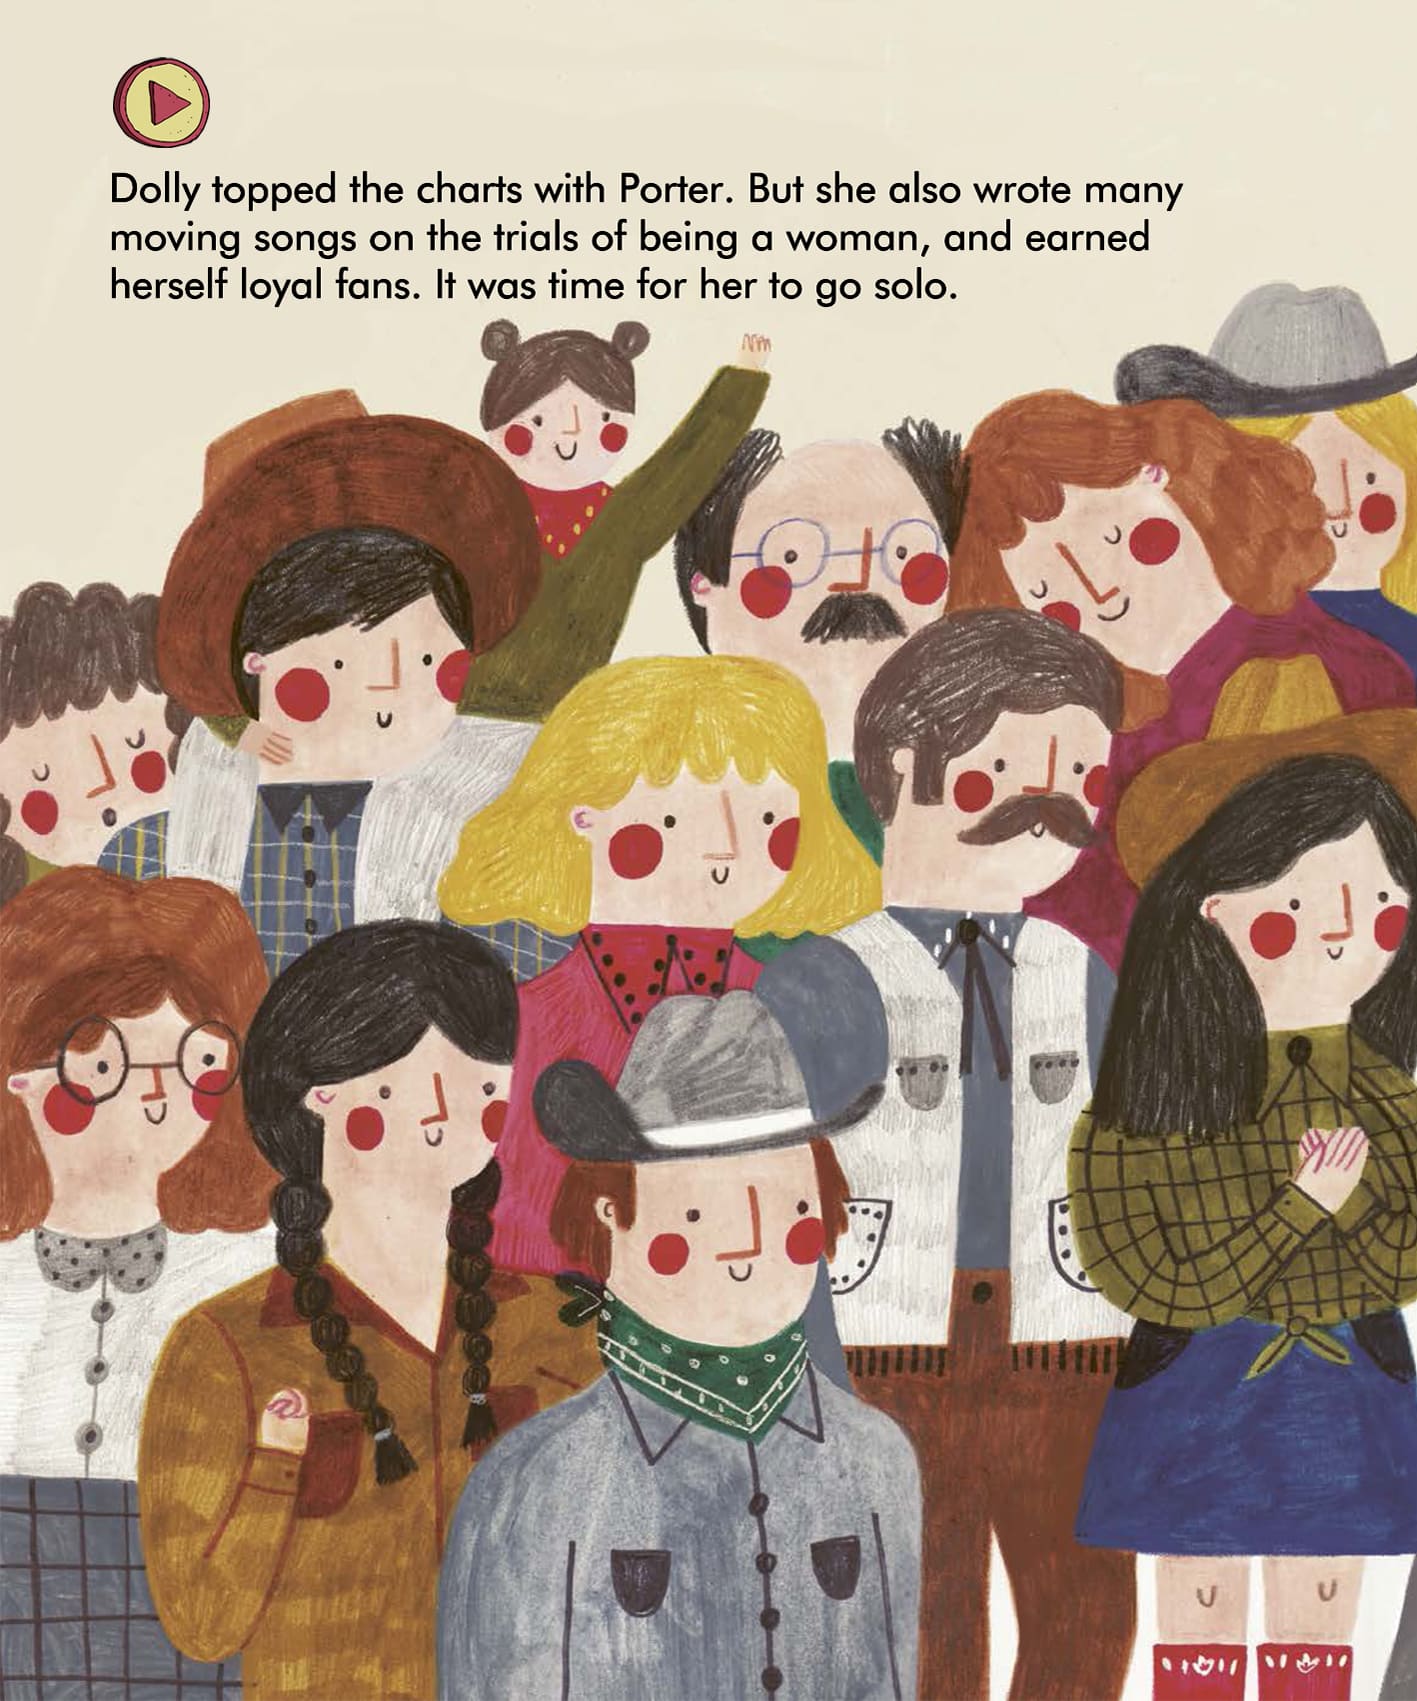 Dolly topped the charts with Porter. But she also wrote many
moving songs on the trials of being a woman, and earned
herself loyal fans. It was time for her to go solo.